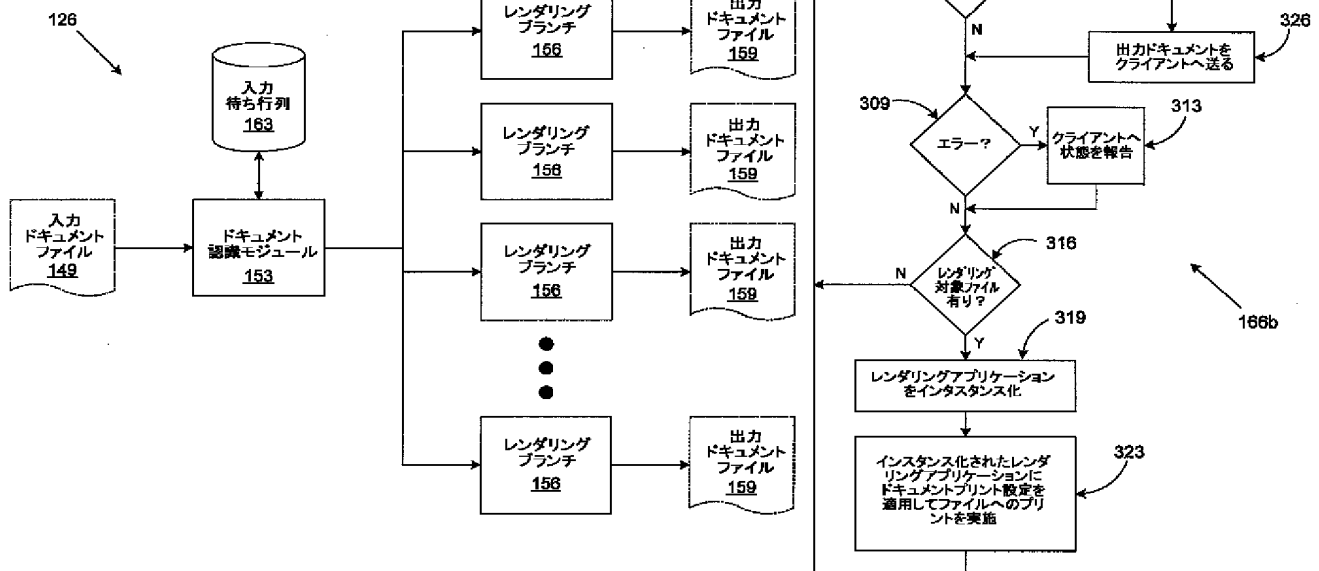 126
入力
待ち行列
163
入力
ドキュメント
ファイル
149
ドキュメント
認識モジュール
153
レンダリング
ブランチ
156
出力
ドキュメント
ファイル
159
レンダリング
ブランチ
156
出力
ドキュメント
ファイル
159
レンダリング
ブランチ
156
出力
ドキュメント
ファイル
159
レンダリング
ブランチ
156
出力
ドキュメント
ファイル
159
N
326
出力ドキュメントを
クライアントへ送る
309
エラー?
Y
313
クライアントへ
状態を報告
N
316
レンダリング
対象ファイル
有り?
N
Y
166b
319
レンダリングアプリケーション
をインタスタンス化
323
インスタンス化されたレンダ
リングアプリケーションに
ドキュメントプリント設定を
適用してファイルへのプリ
ントを実施